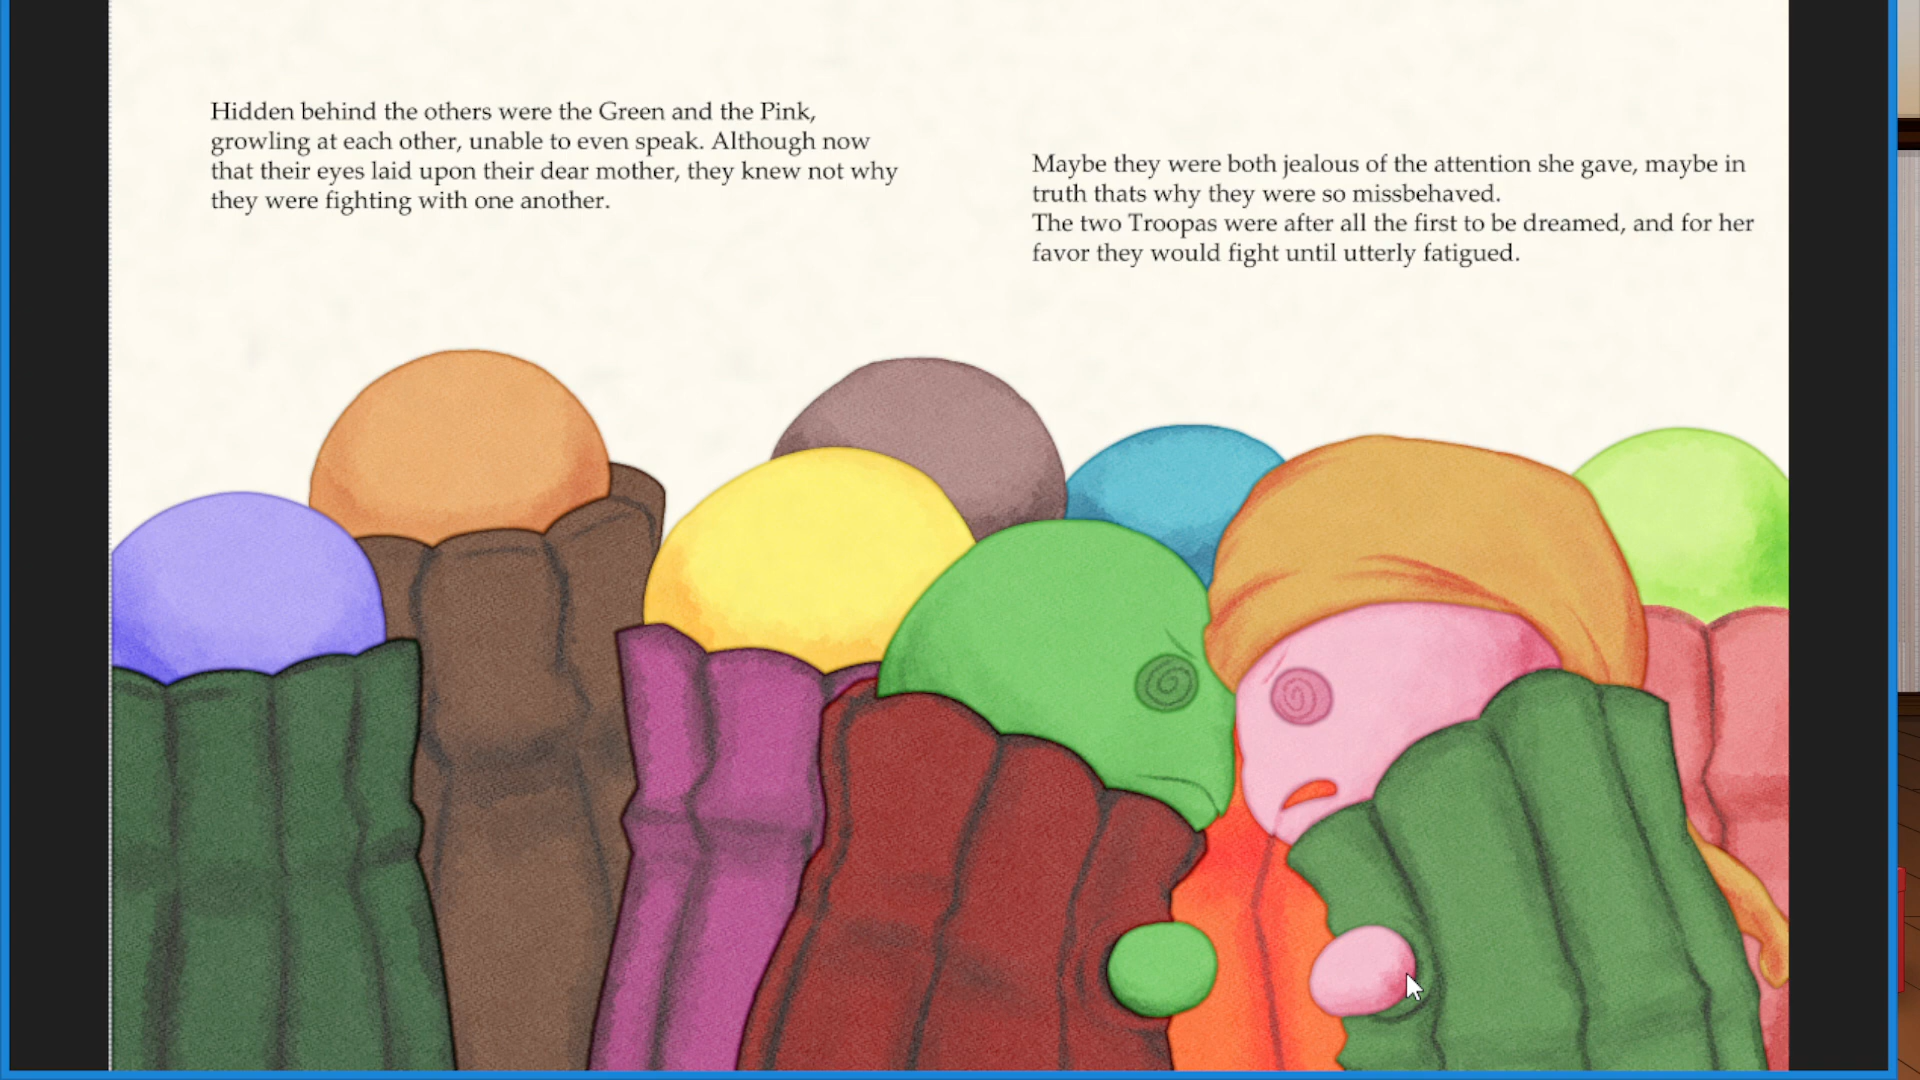 Hidden behind the others were the Green and the Pink,
growling at each other, unable to even speak. Although now
that their eyes laid upon their dear mother, they knew not why
they were fighting with one another.
Maybe they were both jealous of the attention she gave, maybe in
truth thats why they were so missbehaved.
The two Troopas were after all the first to be dreamed, and for her
favor they would fight until utterly fatigued.